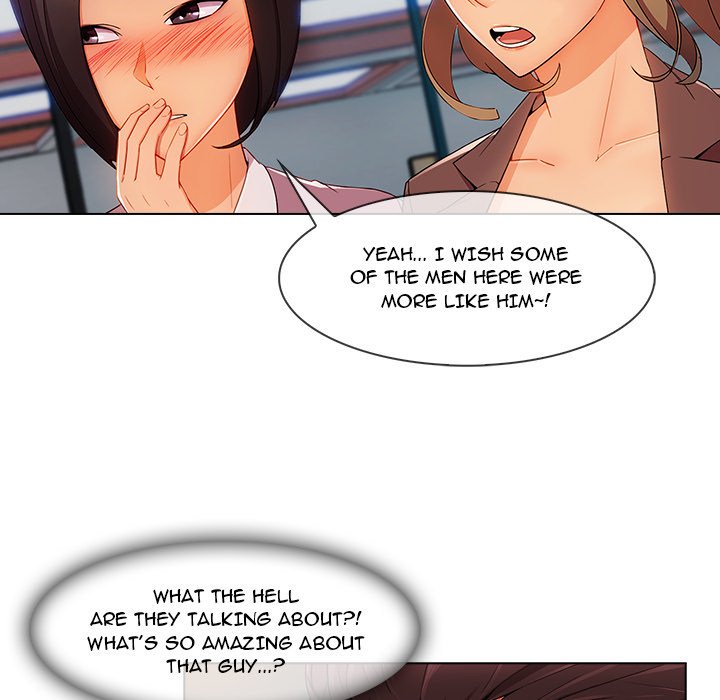 YEAH... I WISH SOME
OF THE MEN HERE WERE
MORE LIKE HIM~!
WHAT THE HELL
ARE THEY TALKING ABOUT?!
WHAT'S SO AMAZING ABOUT
THAT GUY...?